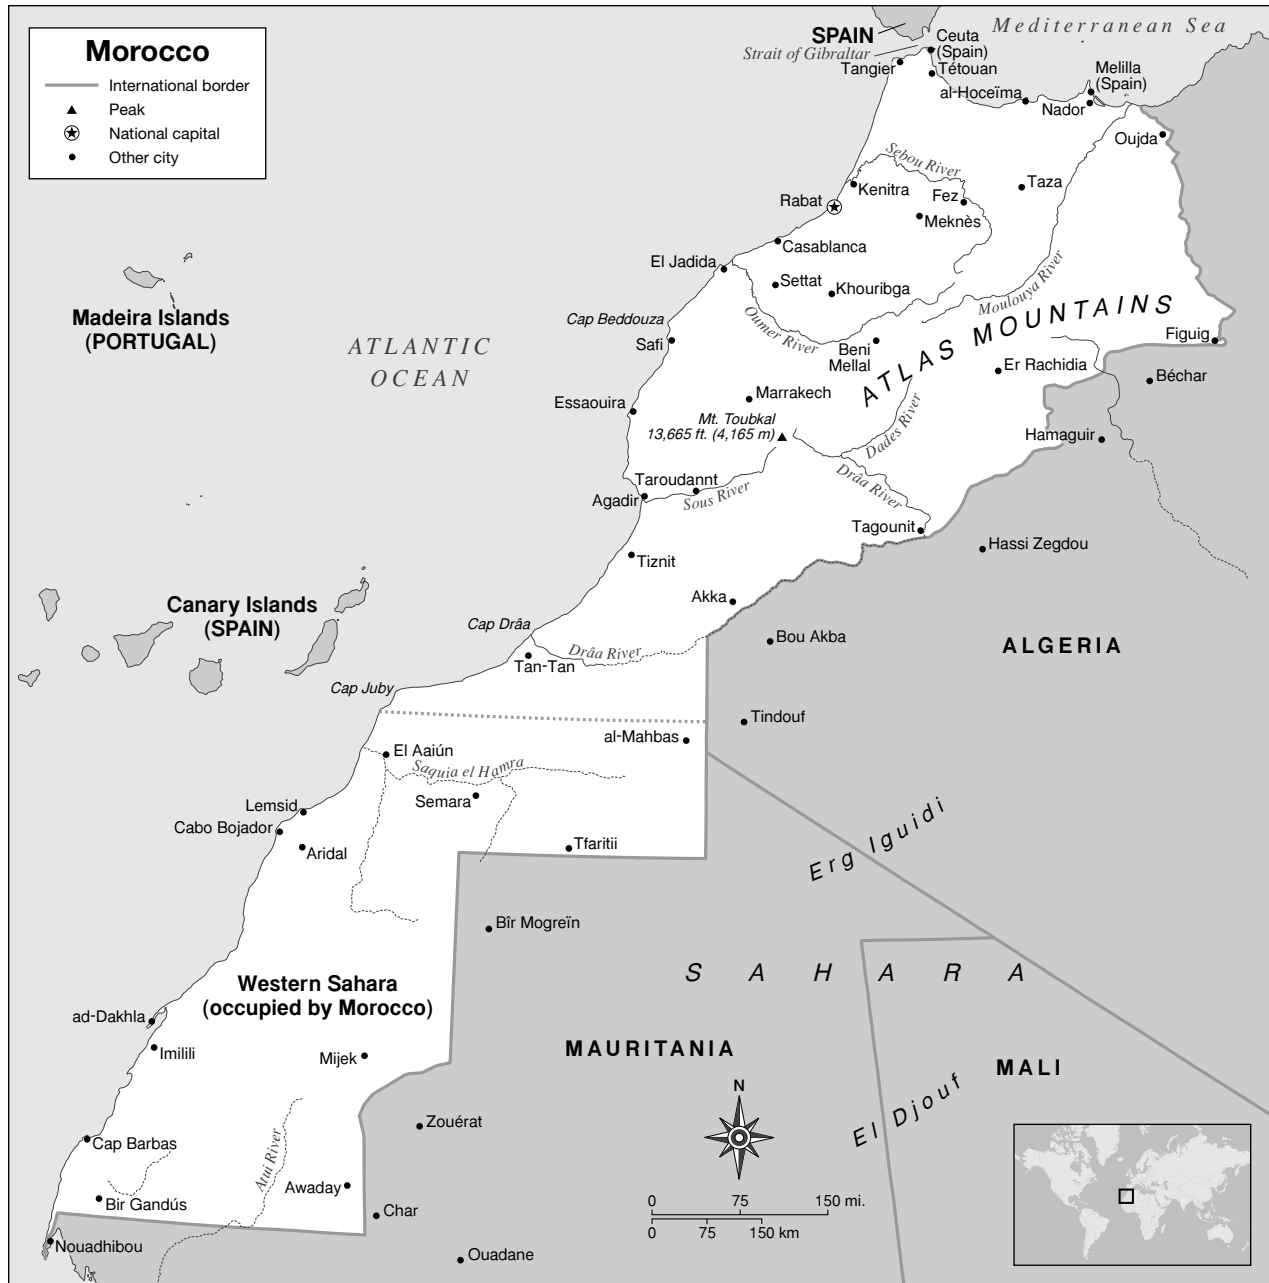 Morocco
International border
Peak
National capital
Other city
SPAIN
Strait of Gibraltar
Mediterranean Sea
Ceuta
(Spain)
Tangier
Tétouan
al-Hoceïma
Melilla
(Spain)
Nador
Oujda
Sebou River
Kenitra
Fez
Taza
Rabat
Meknès
Casablanca
El Jadida
Settat
Khouribga
Moulouya River
Oumer River
Cap Beddouza
Safi
Beni
Mellal
ATLAS MOUNTAINS
Figuig
Er Rachidia
Béchar
Madeira Islands
(PORTUGAL)
ATLANTIC
OCEAN
Essaouira
Marrakech
Mt. Toubkal
13,665 ft. (4,165 m)
Dades River
Hamaguir
Taroudannt
Agadir
Sous River
Drâa River
Tagounit
Hassi Zegdou
Tiznit
Akka
Canary Islands
(SPAIN)
Cap Drâa
Drâa River
Tan-Tan
Bou Akba
ALGERIA
Cap Juby
Tindouf
al-Mahbas
El Aaiún
Saquia el Hamra
Semara
Lemsid
Cabo Bojador
Aridal
Tfaritii
Erg Iguidi
Bîr Mogreïn
SAHARA
Western Sahara
(occupied by Morocco)
ad-Dakhla
Imilili
Mijek
MAURITANIA
MALI
El Djouf
Zouérat
Cap Barbas
Atui River
Awaday
Bir Gandús
Char
Nouadhibou
Ouadane
N
0 75 150 mi.
0 75 150 km